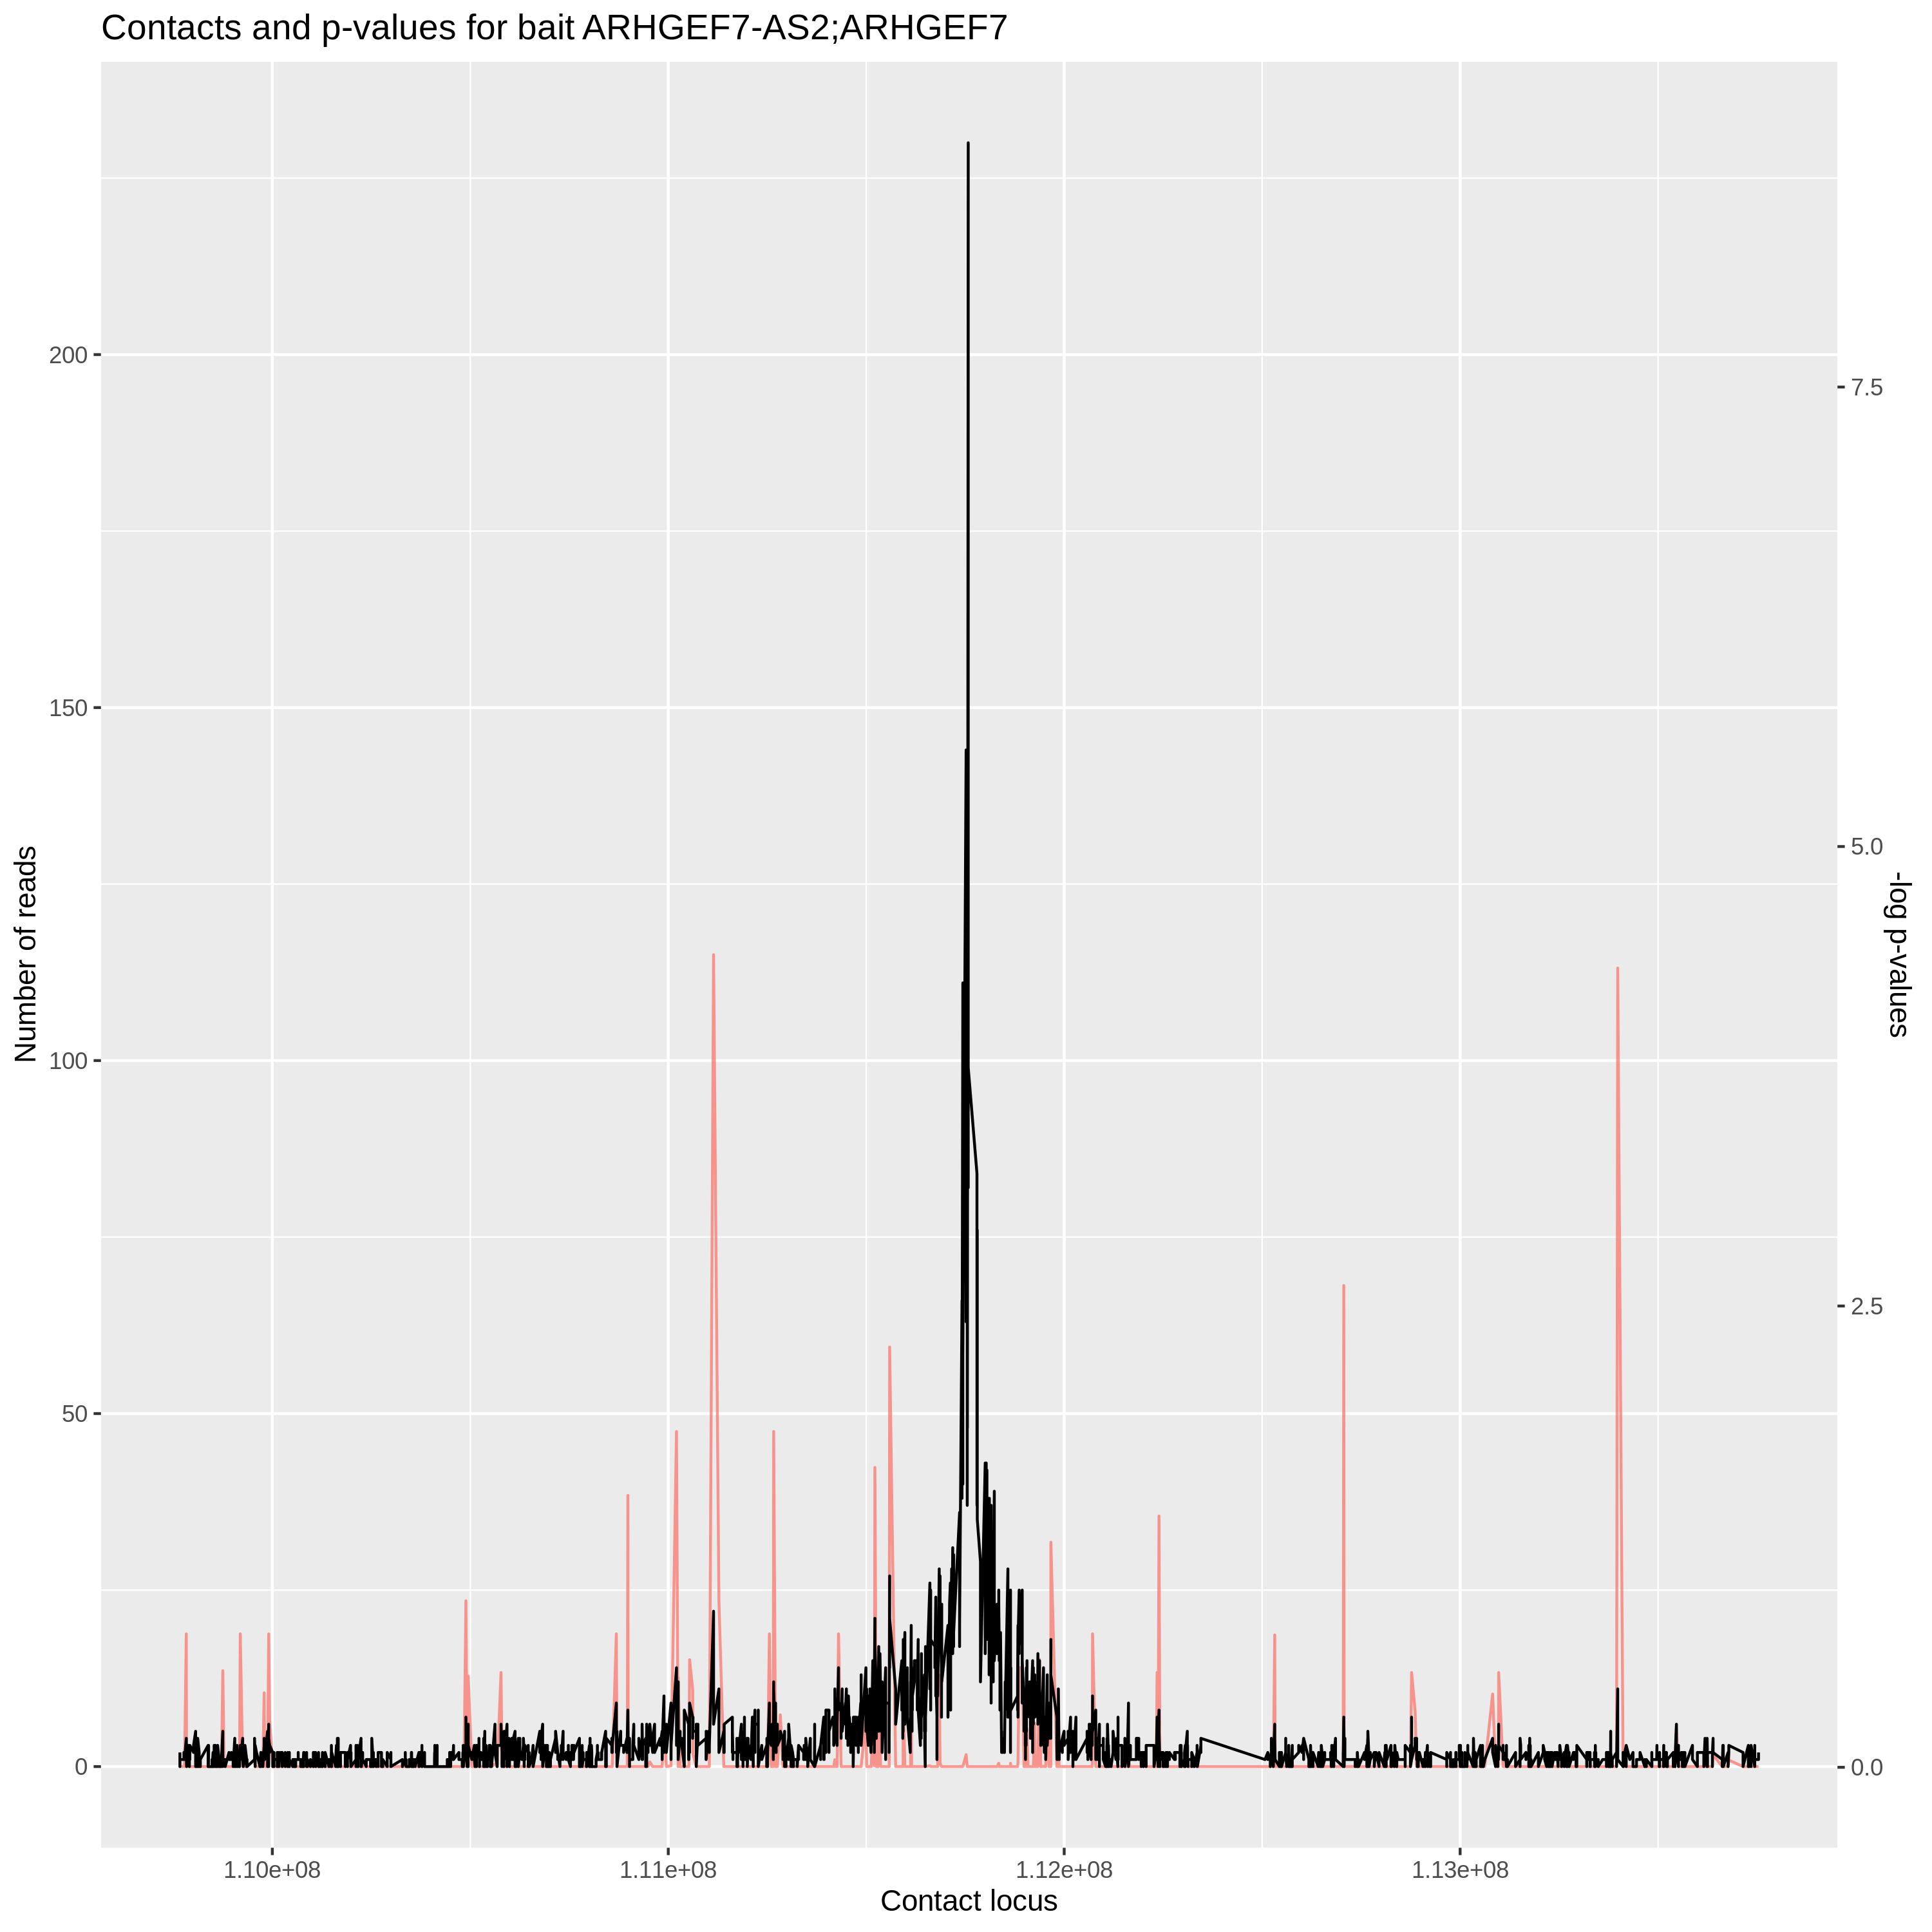 Contacts and p-values for bait ARHGEF7-AS2;ARHGEF7
200
150
100
50
0
Number of reads
7.5
5.0
2.5
0.0
-log p-values
1.10e+08
1.11e+08
1.12e+08
1.13e+08
Contact locus